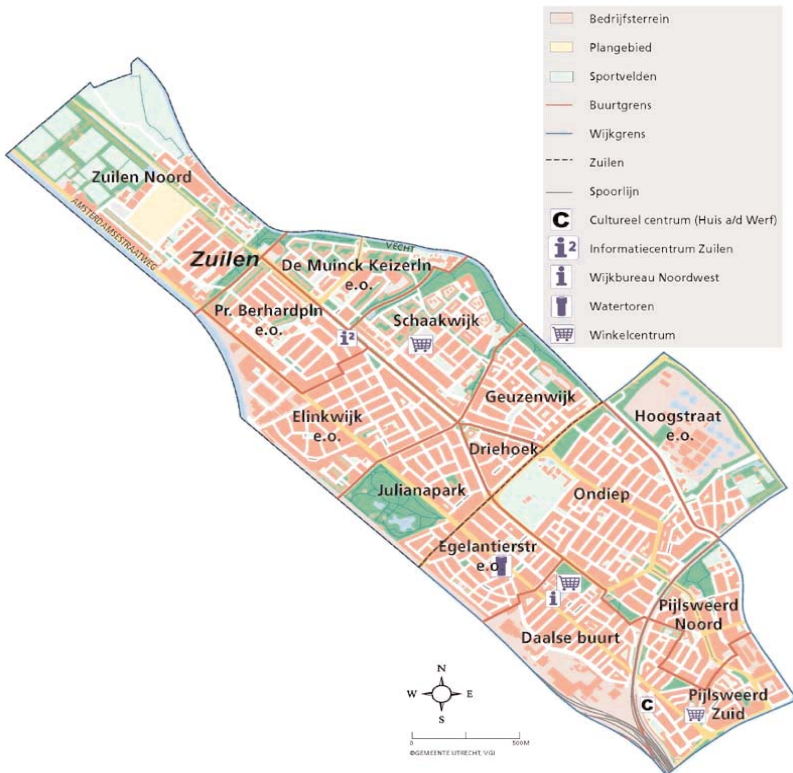 Bedrijfsterrein
Plangebied
Sportvelden
Buurtgrens
Wijkgrens
Zuilen
Spoorlijn
C Cultureel centrum (Huis a/d Werf)
i2 Informatiecentrum Zuilen
i Wijkbureau Noordwest
Watertoren
Winkelcentrum
Zuilen Noord
AMSTERDAMSESTRAATWEG
Zuilen
VECHT
De Muinck Keizerln
e.o.
Pr. Berhardpln
e.o.
i2
Schaakwijk
Geuzenwijk
Elinkwijk
e.o.
Hoogstraat
e.o.
Driehoek
Julianapark
Ondiep
Egelantierstr
e.o.
i
Pijlsweerd
Noord
Daalse buurt
Pijlsweerd
Zuid
C
N
W E
S
0 500M
©GEMEENTE UTRECHT, VGI